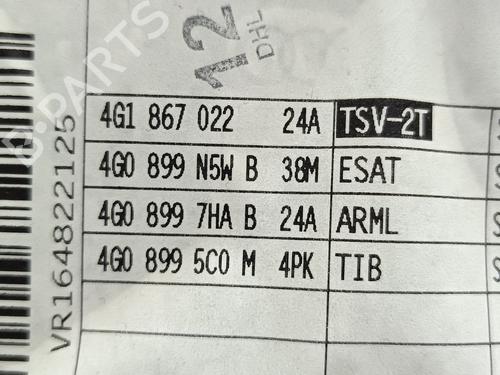 PARTS
12
DHL
VR164822125
4G1 867 022 24A TSV-2T
4G0 899 N5W B 38M ESAT
4G0 899 7HA B 24A ARML
4G0 899 5C0 M 4PK TIB